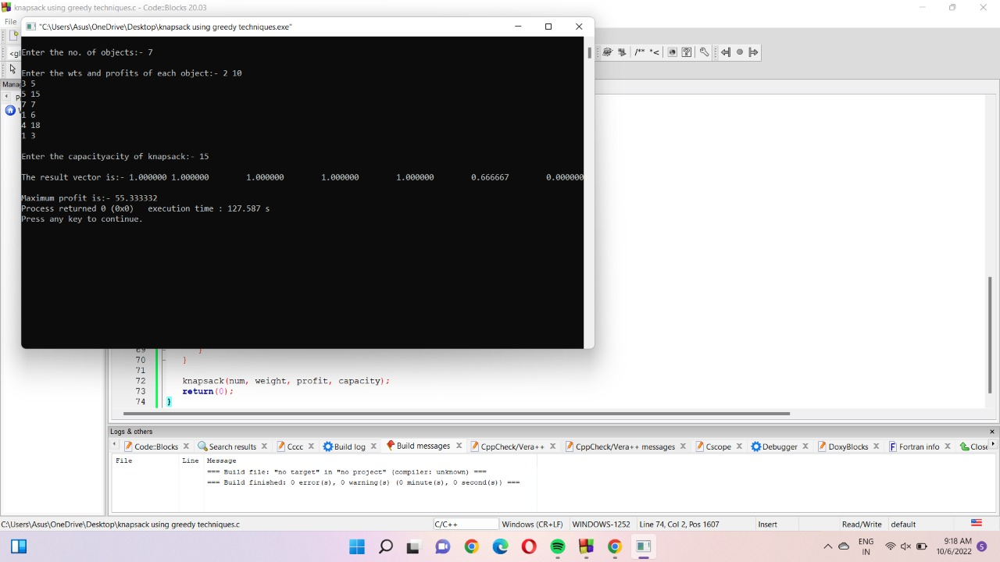 knapsack using greedy techniques.c - Code::Blocks 20.03
File
"C:\Users\Asus\OneDrive\Desktop\knapsack using greedy techniques.exe"
Enter the no. of objects:- 7
<gl
/** *<
Enter the wts and profits of each object:- 2 10
Manag
3 5
5 15
7 7
1 6
4 18
1 3
Enter the capacityacity of knapsack:- 15
The result vector is:- 1.000000 1.000000 1.000000 1.000000 1.000000 0.666667 0.000000
Maximum profit is:- 55.333332
Process returned 0 (0x0) execution time : 127.587 s
Press any key to continue.
69 }
70 }
71
72 knapsack(num, weight, profit, capacity);
73 return(0);
74 }
Logs & others
Code::Blocks Search results Cccc Build log Build messages CppCheck/Vera++ CppCheck/Vera++ messages Cscope Debugger DoxyBlocks Fortran info Close
File Line Message
=== Build file: "no target" in "no project" (compiler: unknown) ===
=== Build finished: 0 error(s), 0 warning(s) (0 minute(s), 0 second(s)) ===
C:\Users\Asus\OneDrive\Desktop\knapsack using greedy techniques.c C/C++ Windows (CR+LF) WINDOWS-1252 Line 74, Col 2, Pos 1607 Insert Read/Write default
ENG
IN
9:18 AM
10/6/2022
5